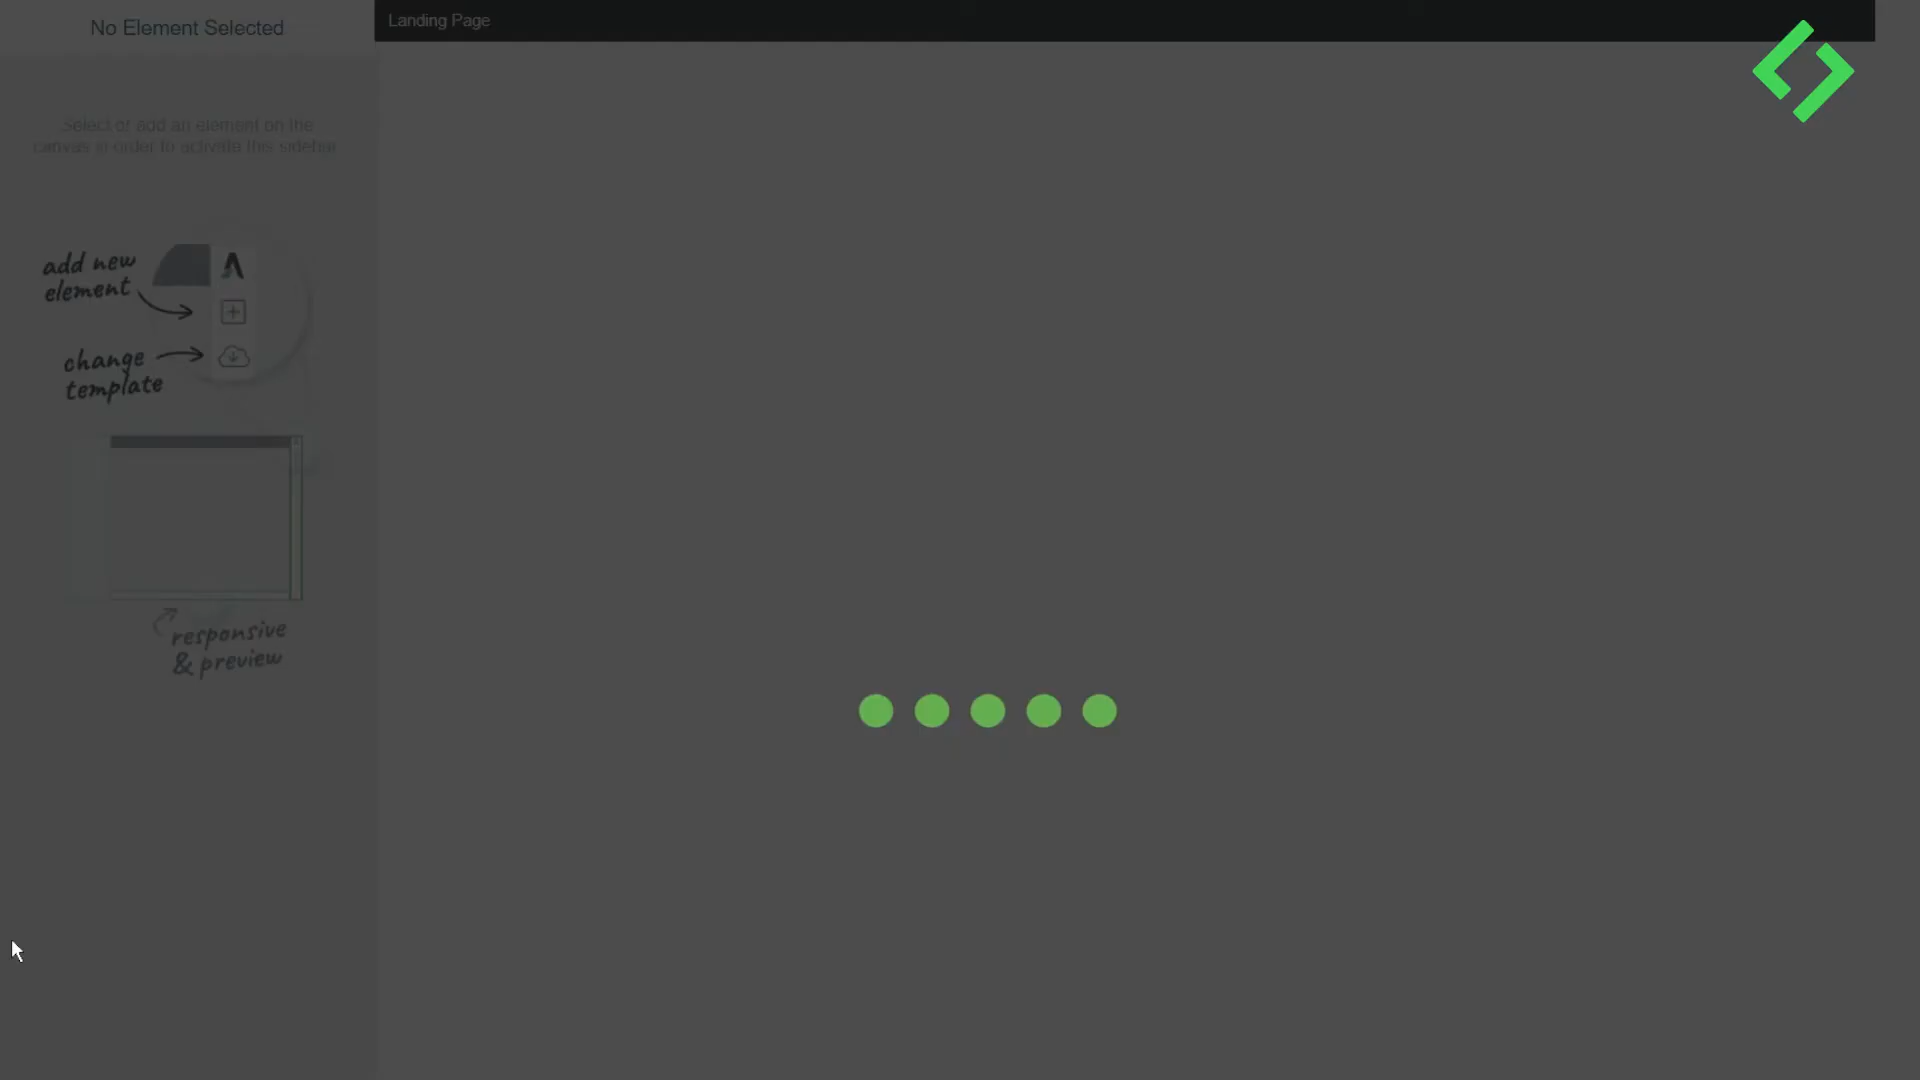 No Element Selected
Landing Page
Select or add an element on the
canvas in order to activate this sidebar
add new
element
change
template
responsive
& preview